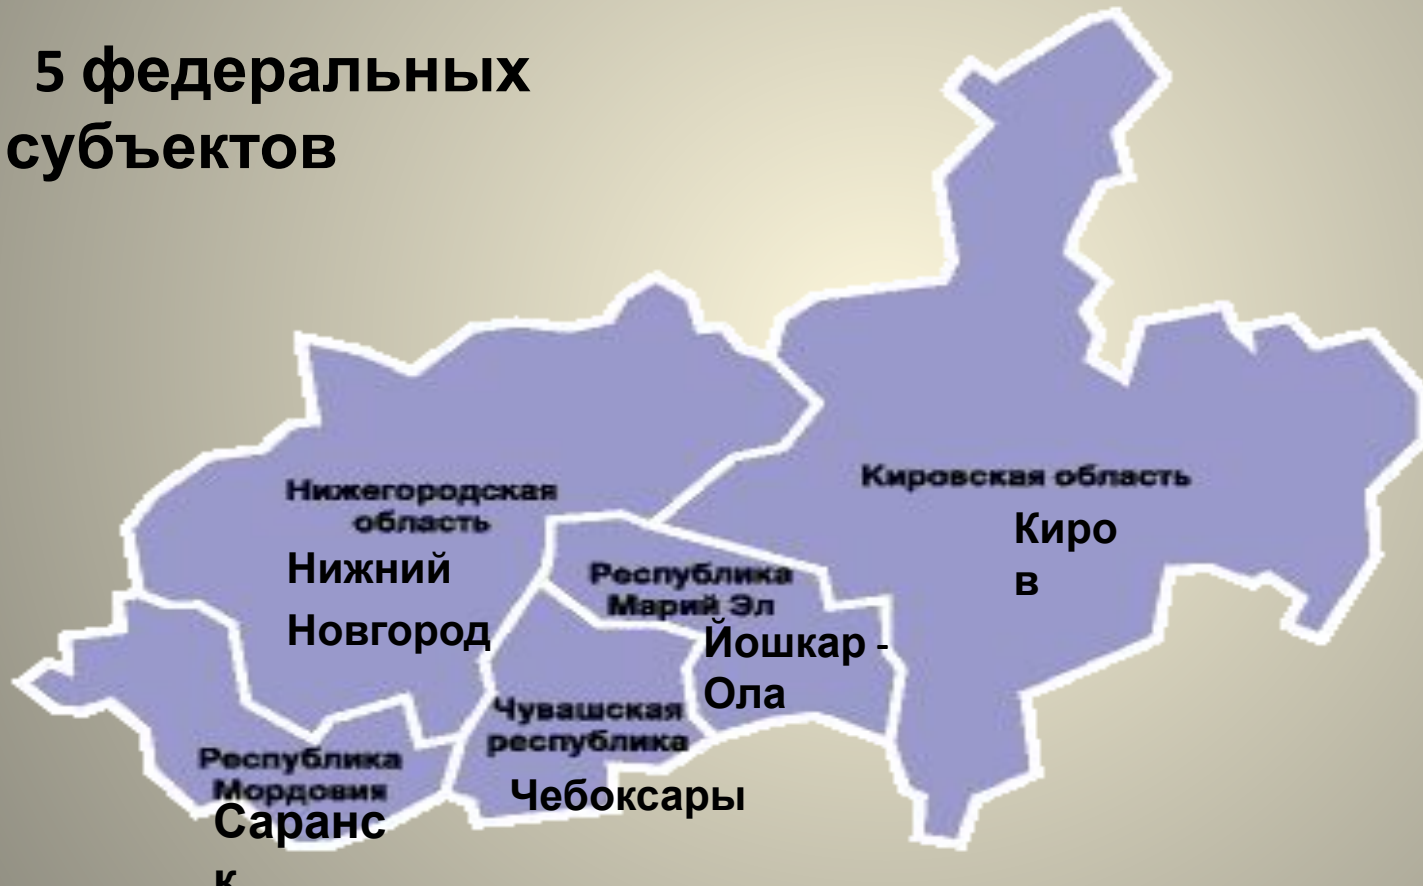 5 федеральных
субъектов
Нижегородская
область
Нижний
Новгород
Кировская область
Киро
в
Республика
Марий Эл
Йошкар -
Ола
Чувашская
республика
Чебоксары
Республика
Мордовия
Саранс
к